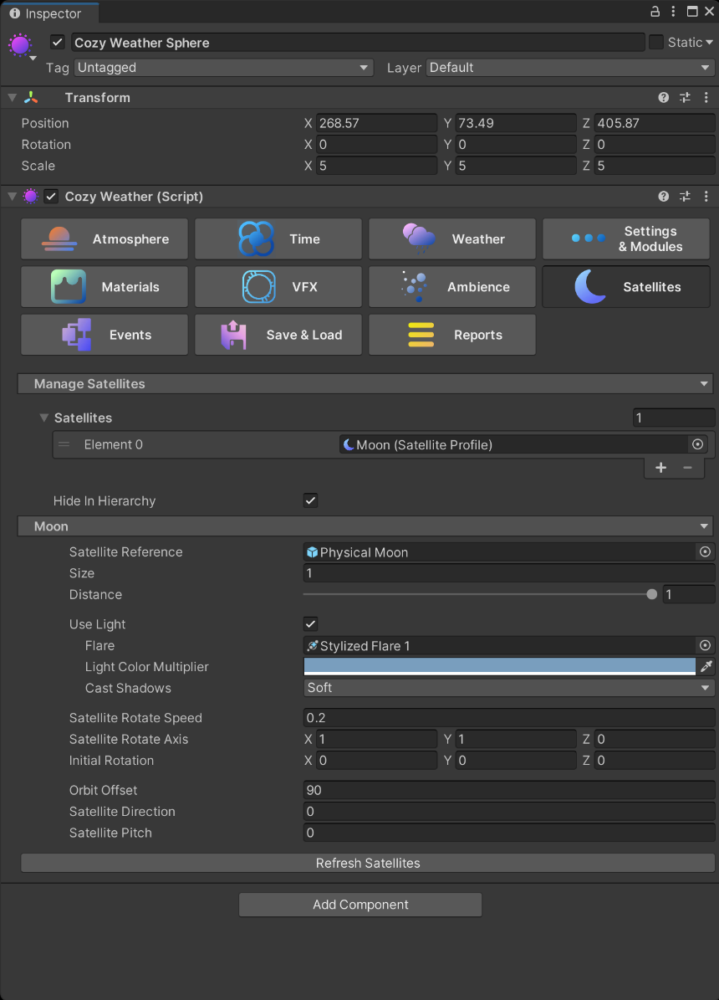 Inspector
Cozy Weather Sphere Static
Tag Untagged Layer Default
Transform
Position X 268.57 Y 73.49 Z 405.87
Rotation X 0 Y 0 Z 0
Scale X 5 Y 5 Z 5
Cozy Weather (Script)
Atmosphere Time Weather Settings & Modules
Materials VFX Ambience Satellites
Events Save & Load Reports
Manage Satellites
Satellites 1
Element 0 Moon (Satellite Profile)
+ −
Hide In Hierarchy
Moon
Satellite Reference Physical Moon
Size 1
Distance 1
Use Light
Flare Stylized Flare 1
Light Color Multiplier
Cast Shadows Soft
Satellite Rotate Speed 0.2
Satellite Rotate Axis X 1 Y 1 Z 0
Initial Rotation X 0 Y 0 Z 0
Orbit Offset 90
Satellite Direction 0
Satellite Pitch 0
Refresh Satellites
Add Component